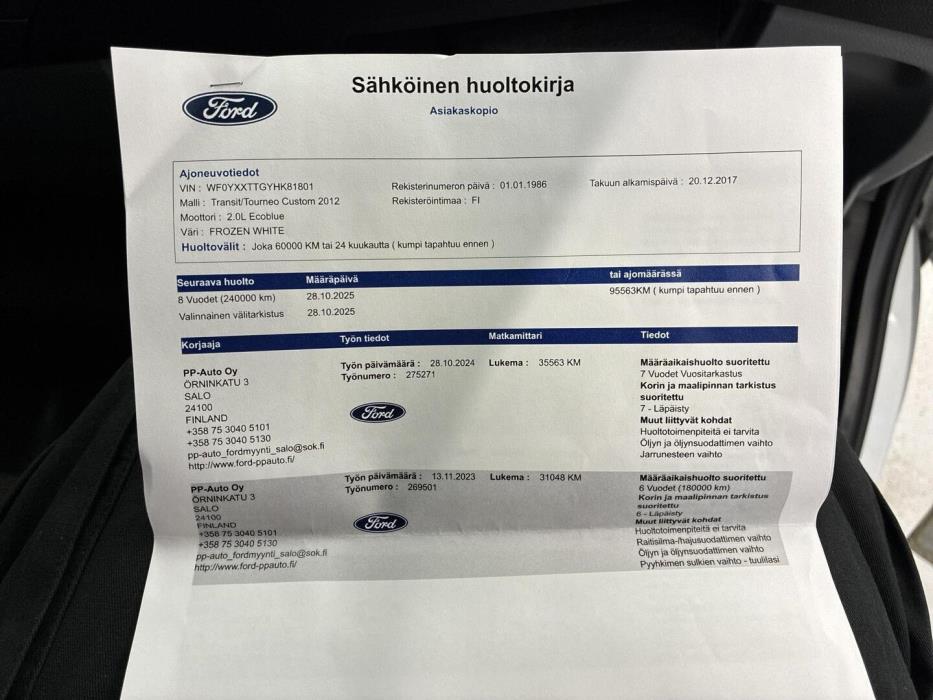 Sähköinen huoltokirja
Asiakaskopio
Ford
Ajoneuvotiedot
VIN : WF0YXXTTGYHK81801 Rekisterinumeron päivä : 01.01.1986 Takuun alkamispäivä : 20.12.2017
Malli : Transit/Tourneo Custom 2012 Rekisteröintimaa : FI
Moottori : 2.0L Ecoblue
Väri : FROZEN WHITE
Huoltovälit : Joka 60000 KM tai 24 kuukautta ( kumpi tapahtuu ennen )
Seuraava huolto Määräpäivä tai ajomäärässä
8 Vuodet (240000 km) 28.10.2025 95563KM ( kumpi tapahtuu ennen )
Valinnainen välitarkistus 28.10.2025
Korjaaja Työn tiedot Matkamittari Tiedot
PP-Auto Oy
ÖRNINKATU 3
SALO
24100
FINLAND
+358 75 3040 5101
+358 75 3040 5130
pp-auto_fordmyynti_salo@sok.fi
http://www.ford-ppauto.fi/
Työn päivämäärä : 28.10.2024 Lukema : 35563 KM
Työnumero : 275271
Ford
Määräaikaishuolto suoritettu
7 Vuodet Vuositarkastus
Korin ja maalipinnan tarkistus
suoritettu
7 - Läpäisty
Muut liittyvät kohdat
Huoltotoimenpiteitä ei tarvita
Öljyn ja öljynsuodattimen vaihto
Jarrunesteen vaihto
PP-Auto Oy
ÖRNINKATU 3
SALO
24100
FINLAND
+358 75 3040 5101
+358 75 3040 5130
pp-auto_fordmyynti_salo@sok.fi
http://www.ford-ppauto.fi/
Työn päivämäärä : 13.11.2023 Lukema : 31048 KM
Työnumero : 269501
Ford
Määräaikaishuolto suoritettu
6 Vuodet (180000 km)
Korin ja maalipinnan tarkistus
suoritettu
6 - Läpäisty
Muut liittyvät kohdat
Huoltotoimenpiteitä ei tarvita
Raitisilma-/hajusuodattimen vaihto
Öljyn ja öljynsuodattimen vaihto
Pyyhkimen sulkien vaihto - tuulilasi